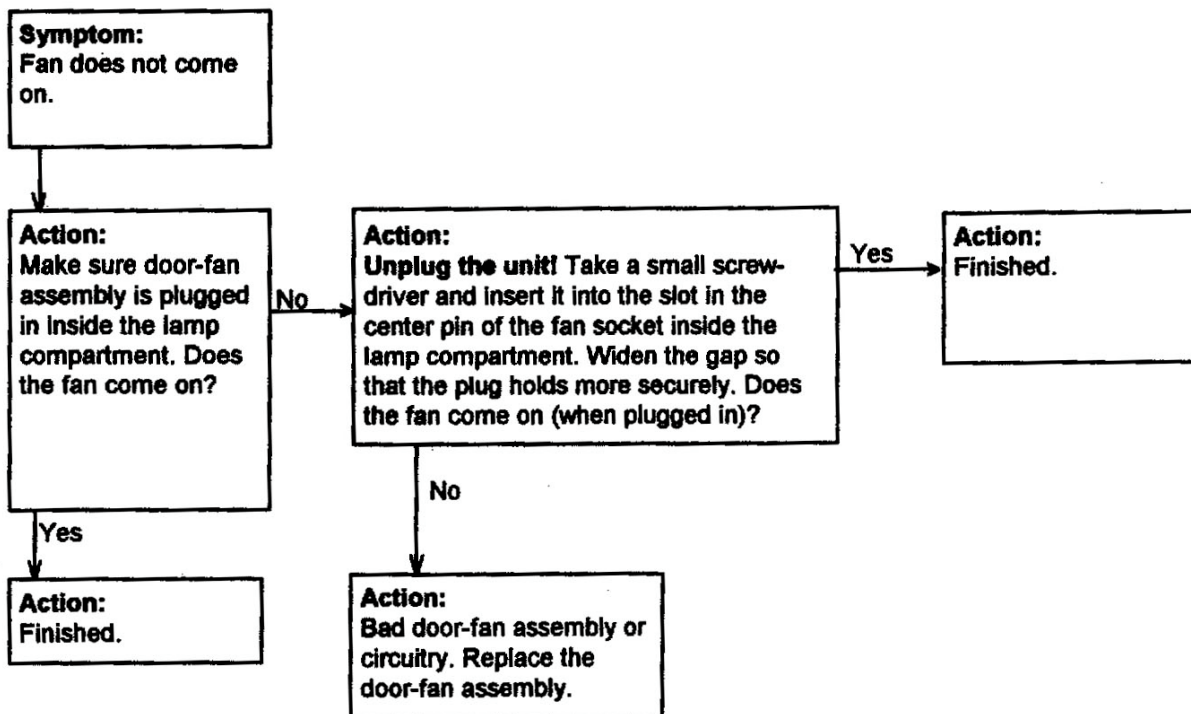 Symptom:
Fan does not come
on.
Action:
Make sure door-fan
assembly is plugged
in inside the lamp
compartment. Does
the fan come on?
No
Action:
Unplug the unit! Take a small screw-
driver and insert it into the slot in the
center pin of the fan socket inside the
lamp compartment. Widen the gap so
that the plug holds more securely. Does
the fan come on (when plugged in)?
Yes
Action:
Finished.
Yes
Action:
Finished.
No
Action:
Bad door-fan assembly or
circuitry. Replace the
door-fan assembly.